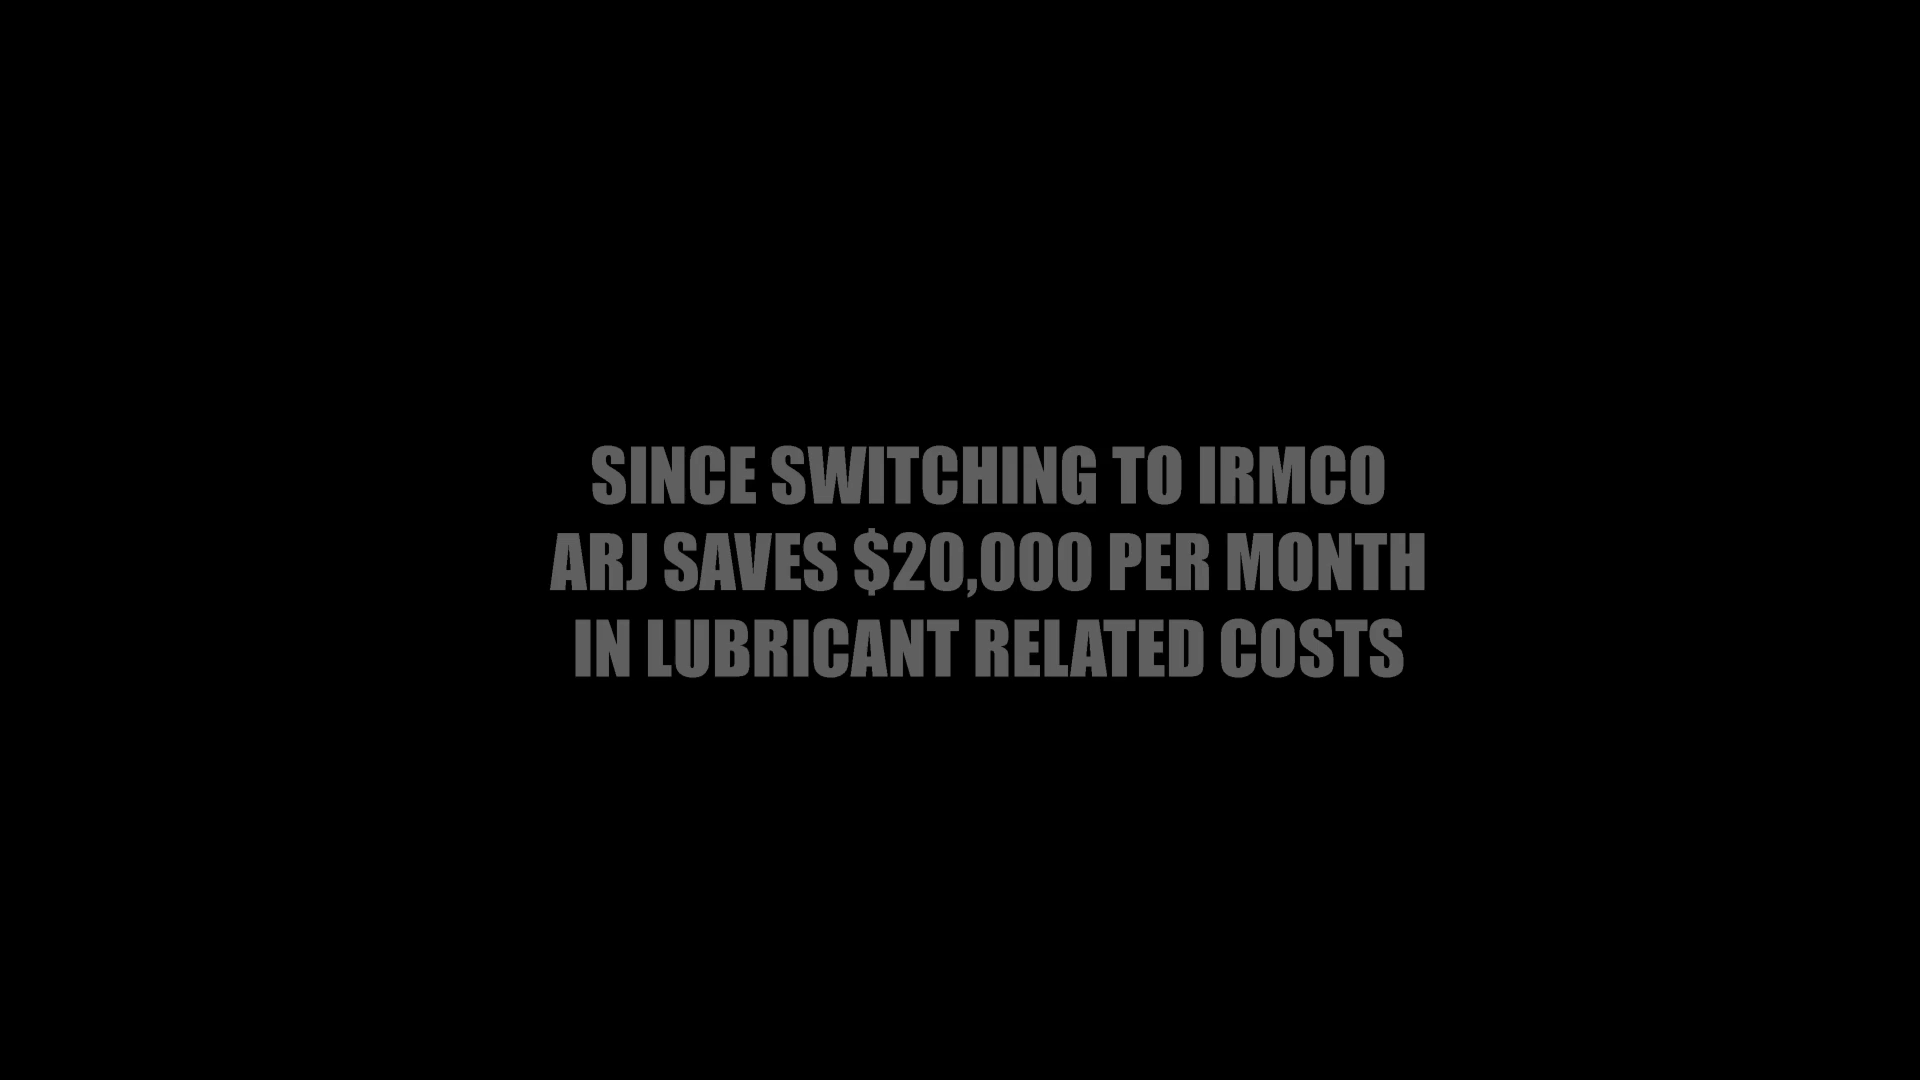 SINCE SWITCHING TO IRMCO
ARJ SAVES $20,000 PER MONTH
IN LUBRICANT RELATED COSTS